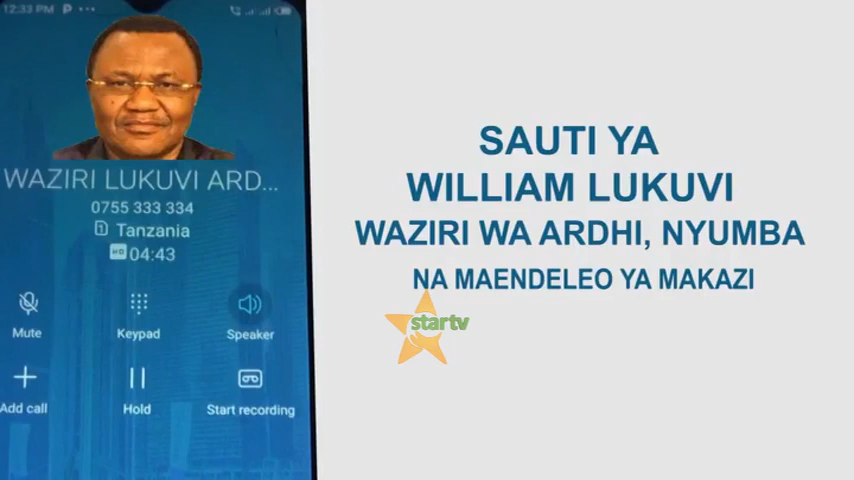 12:33 PM P
WAZIRI LUKUVI ARD...
0755 333 334
1 Tanzania
HD 04:43
Mute
Keypad
Speaker
Add call
Hold
Start recording
SAUTI YA
WILLIAM LUKUVI
WAZIRI WA ARDHI, NYUMBA
NA MAENDELEO YA MAKAZI
startv